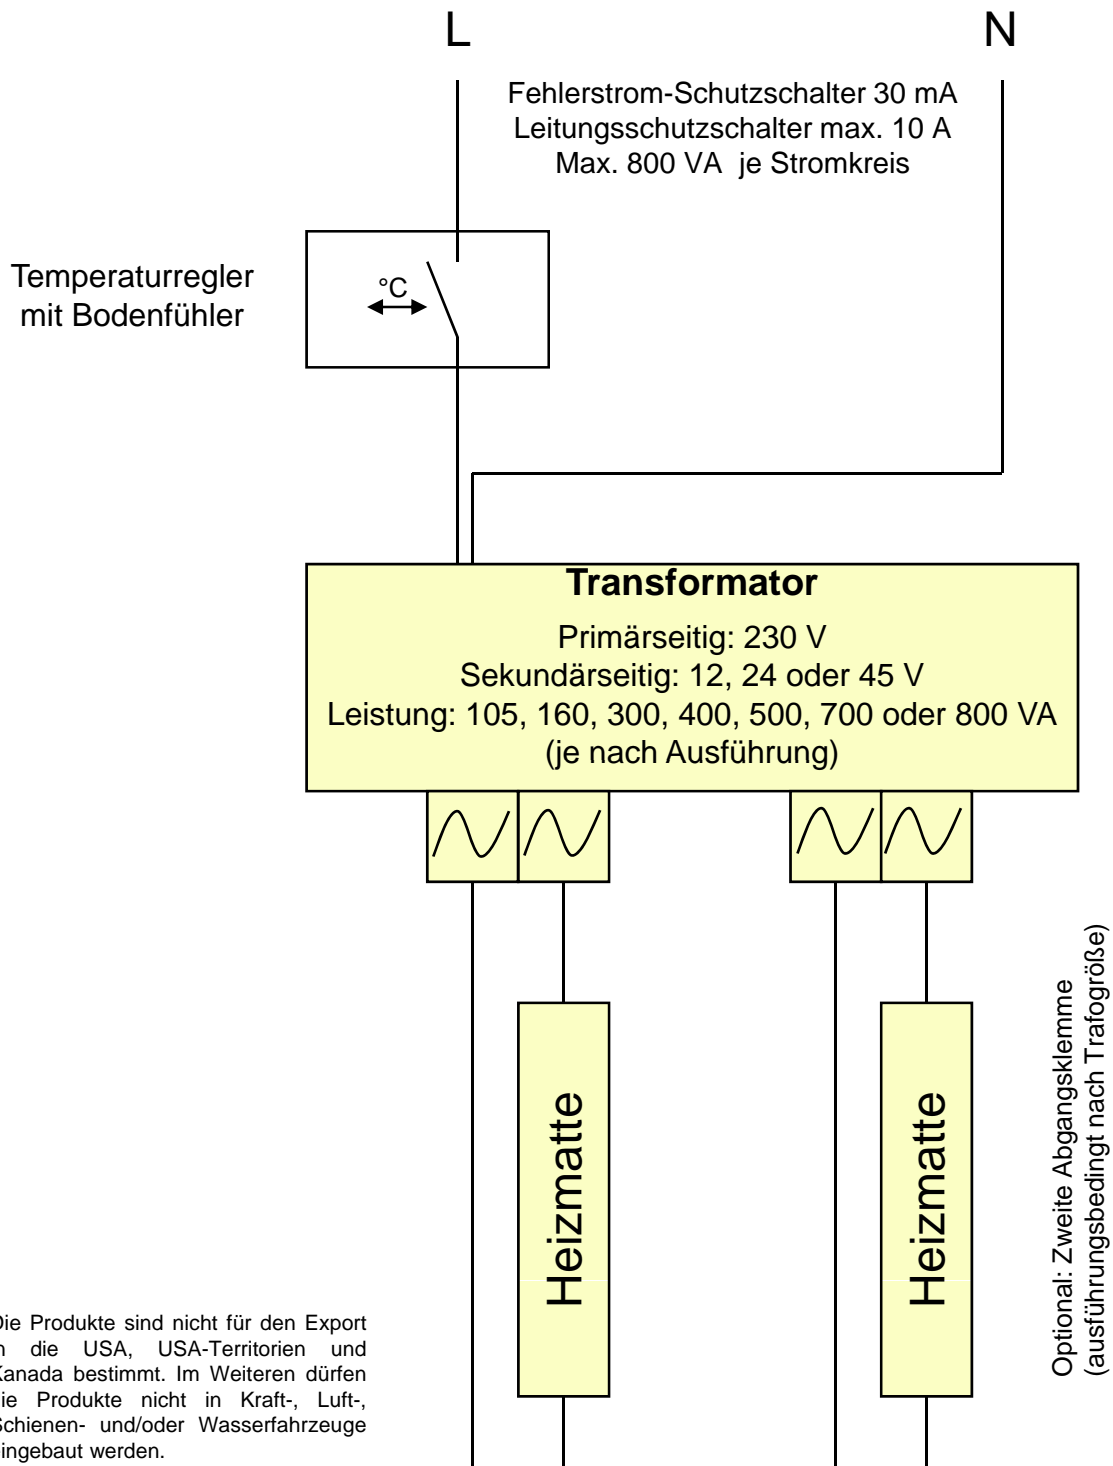 L
N
Fehlerstrom-Schutzschalter 30 mA
Leitungsschutzschalter max. 10 A
Max. 800 VA je Stromkreis
Temperaturregler
mit Bodenfühler
°C
Transformator
Primärseitig: 230 V
Sekundärseitig: 12, 24 oder 45 V
Leistung: 105, 160, 300, 400, 500, 700 oder 800 VA
(je nach Ausführung)
Heizmatte
Heizmatte
Optional: Zweite Abgangsklemme
(ausführungsbedingt nach Trafogröße)
Die Produkte sind nicht für den Export
in die USA, USA-Territorien und
Kanada bestimmt. Im Weiteren dürfen
die Produkte nicht in Kraft-, Luft-,
Schienen- und/oder Wasserfahrzeuge
eingebaut werden.